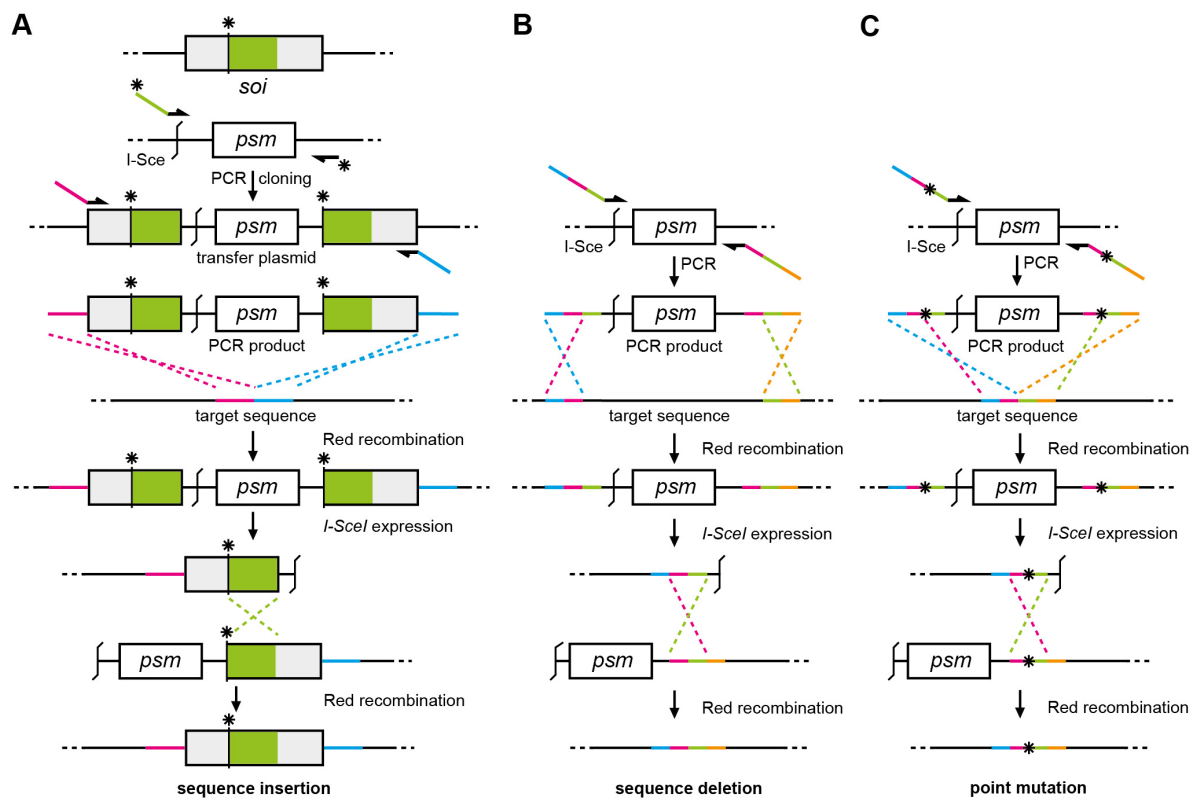 A
soi
I-Sce
psm
PCR cloning
psm
transfer plasmid
psm
PCR product
target sequence
Red recombination
psm
I-SceI expression
psm
Red recombination
sequence insertion
B
I-Sce
psm
PCR
psm
PCR product
target sequence
Red recombination
psm
I-SceI expression
psm
Red recombination
sequence deletion
C
I-Sce
psm
PCR
psm
PCR product
target sequence
Red recombination
psm
I-SceI expression
psm
Red recombination
point mutation